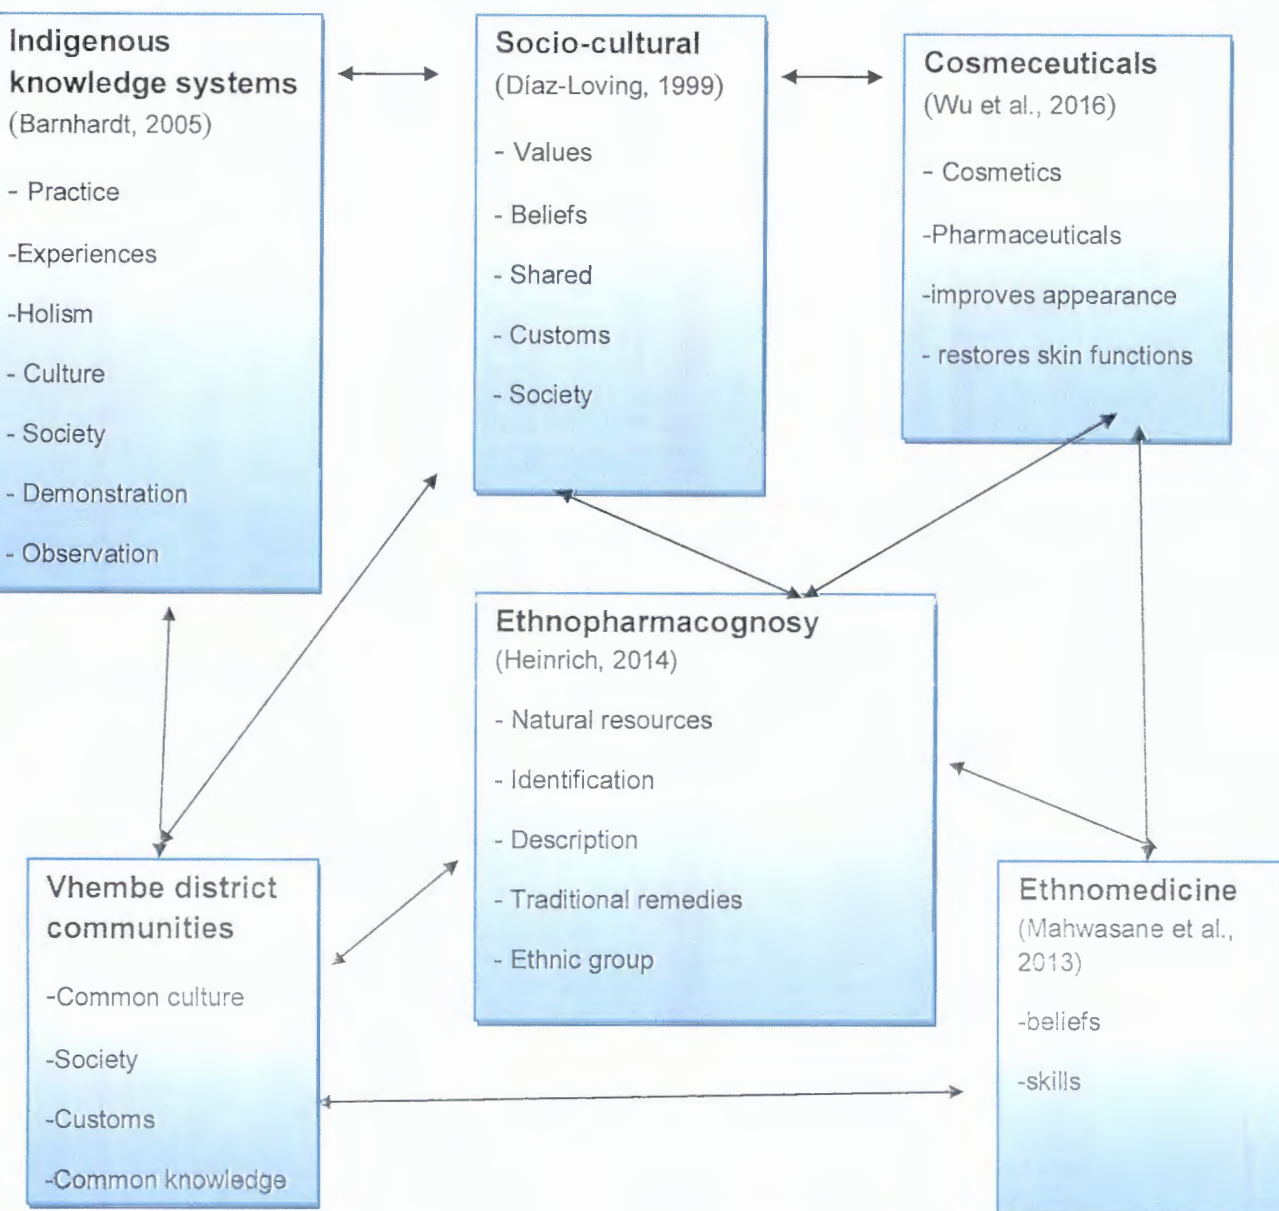 Indigenous
knowledge systems
(Barnhardt, 2005)
- Practice
-Experiences
-Holism
- Culture
- Society
- Demonstration
- Observation
Socio-cultural
(Díaz-Loving, 1999)
- Values
- Beliefs
- Shared
- Customs
- Society
Cosmeceuticals
(Wu et al., 2016)
- Cosmetics
-Pharmaceuticals
-improves appearance
- restores skin functions
Ethnopharmacognosy
(Heinrich, 2014)
- Natural resources
- Identification
- Description
- Traditional remedies
- Ethnic group
Vhembe district
communities
-Common culture
-Society
-Customs
-Common knowledge
Ethnomedicine
(Mahwasane et al.,
2013)
-beliefs
-skills